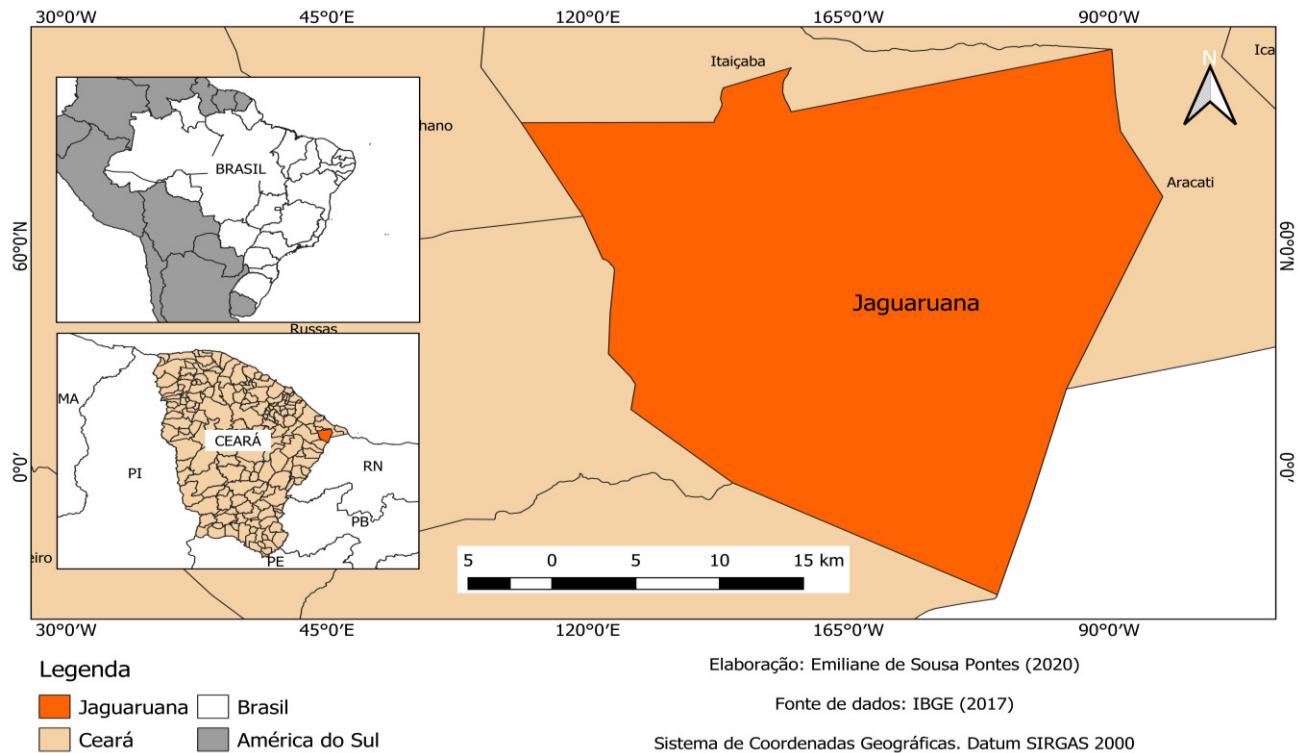 30°0'W 45°0'E 120°0'E 165°0'W 90°0'W
Itaiçaba
Ica
N
hano
BRASIL
Aracati
60°0'N
60°0'N
Jaguaruana
Russas
MA
CEARÁ
PI
RN
0°0'
0°0'
PB
eiro
PE
5 0 5 10 15 km
30°0'W 45°0'E 120°0'E 165°0'W 90°0'W
Legenda
Jaguaruana
Brasil
Ceará
América do Sul
Elaboração: Emiliane de Sousa Pontes (2020)
Fonte de dados: IBGE (2017)
Sistema de Coordenadas Geográficas. Datum SIRGAS 2000